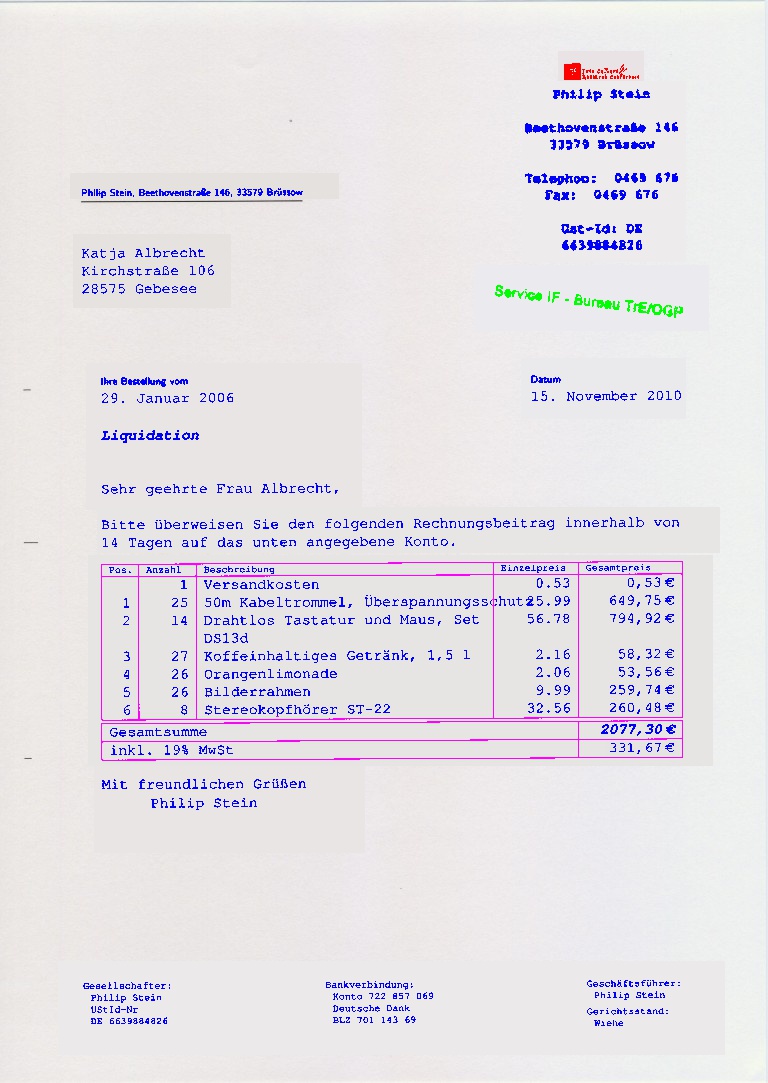 Philip Stein
Beethovenstraße 146
33579 Brüssow
Telephon: 0469 676
Fax: 0469 676
Ust-Id: DE
6639884826
Philip Stein, Beethovenstraße 146, 33579 Brüssow
Katja Albrecht
Kirchstraße 106
28575 Gebesee
Service IF - Bureau TrE/OGP
Ihre Bestellung vom
29. Januar 2006
Datum
15. November 2010
Liquidation
Sehr geehrte Frau Albrecht,
Bitte überweisen Sie den folgenden Rechnungsbeitrag innerhalb von
14 Tagen auf das unten angegebene Konto.
Pos. Anzahl Beschreibung Einzelpreis Gesamtpreis
1 Versandkosten 0.53 0,53€
1 25 50m Kabeltrommel, Überspannungsschutz 25.99 649,75€
2 14 Drahtlos Tastatur und Maus, Set 56.78 794,92€
DS13d
3 27 Koffeinhaltiges Getränk, 1,5 l 2.16 58,32€
4 26 Orangenlimonade 2.06 53,56€
5 26 Bilderrahmen 9.99 259,74€
6 8 Stereokopfhörer ST-22 32.56 260,48€
Gesamtsumme 2077,30€
inkl. 19% MwSt 331,67€
Mit freundlichen Grüßen
Philip Stein
Gesellschafter:
Philip Stein
UStId-Nr
DE 6639884826
Bankverbindung:
Konto 722 857 069
Deutsche Bank
BLZ 701 143 69
Geschäftsführer:
Philip Stein
Gerichtsstand:
Wiehe